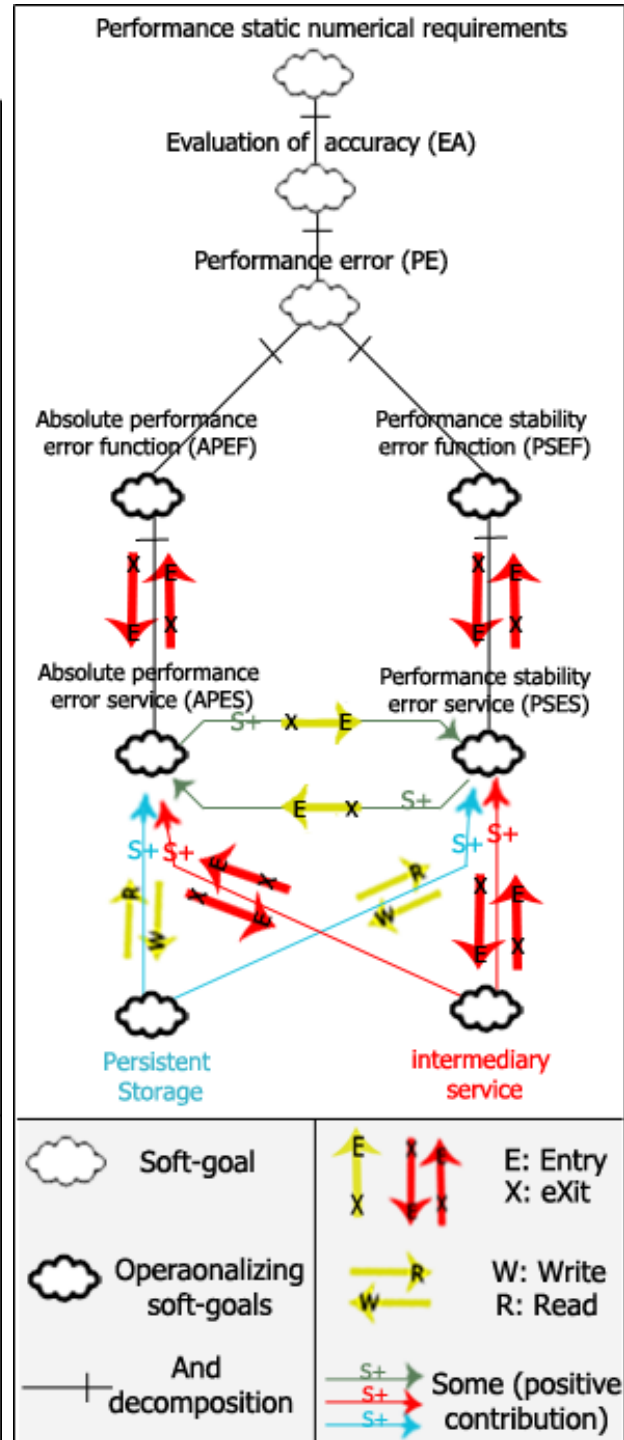 Performance static numerical requirements
Evaluation of accuracy (EA)
Performance error (PE)
Absolute performance
error function (APEF)
Performance stability
error function (PSEF)
X
E
E
X
X
E
E
X
Absolute performance
error service (APES)
Performance stability
error service (PSES)
S+ X E
E X S+
S+
S+
S+
S+
R
W
E
X
X
E
R
W
X
E
E
X
Persistent
Storage
intermediary
service
Soft-goal
E
X
X
E
E
X
E: Entry
X: eXit
Operaonalizing
soft-goals
R
W
W: Write
R: Read
And
decomposition
S+
S+
S+
Some (positive
contribution)